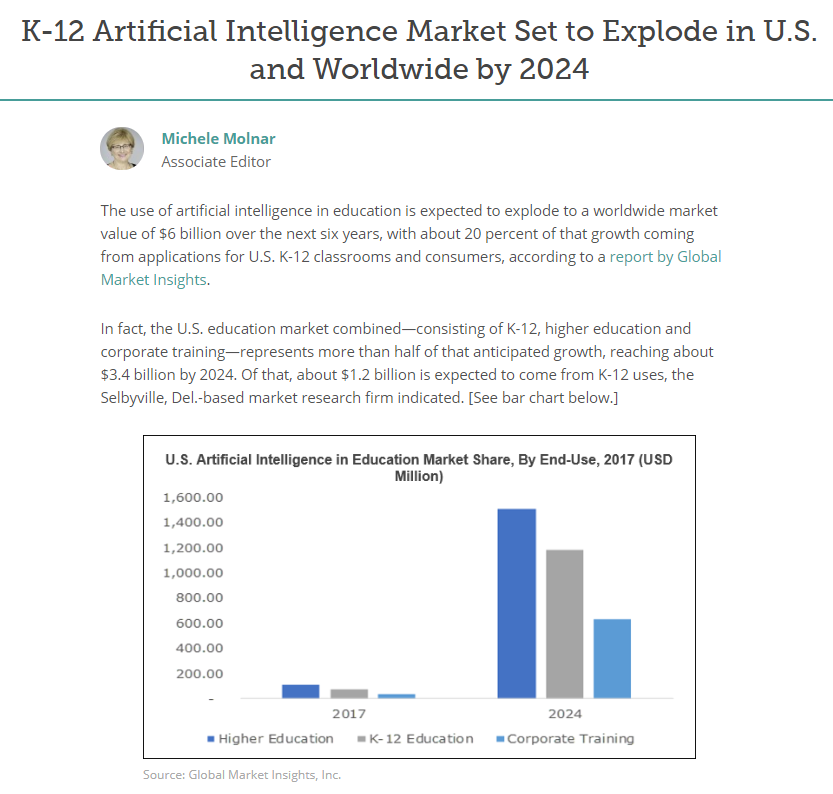 K-12 Artificial Intelligence Market Set to Explode in U.S.
and Worldwide by 2024
Michele Molnar
Associate Editor
The use of artificial intelligence in education is expected to explode to a worldwide market
value of $6 billion over the next six years, with about 20 percent of that growth coming
from applications for U.S. K-12 classrooms and consumers, according to a report by Global
Market Insights.
In fact, the U.S. education market combined—consisting of K-12, higher education and
corporate training—represents more than half of that anticipated growth, reaching about
$3.4 billion by 2024. Of that, about $1.2 billion is expected to come from K-12 uses, the
Selbyville, Del.-based market research firm indicated. [See bar chart below.]
U.S. Artificial Intelligence in Education Market Share, By End-Use, 2017 (USD
Million)
1,600.00
1,400.00
1,200.00
1,000.00
800.00
600.00
400.00
200.00
-
2017 2024
Higher Education K-12 Education Corporate Training
Source: Global Market Insights, Inc.